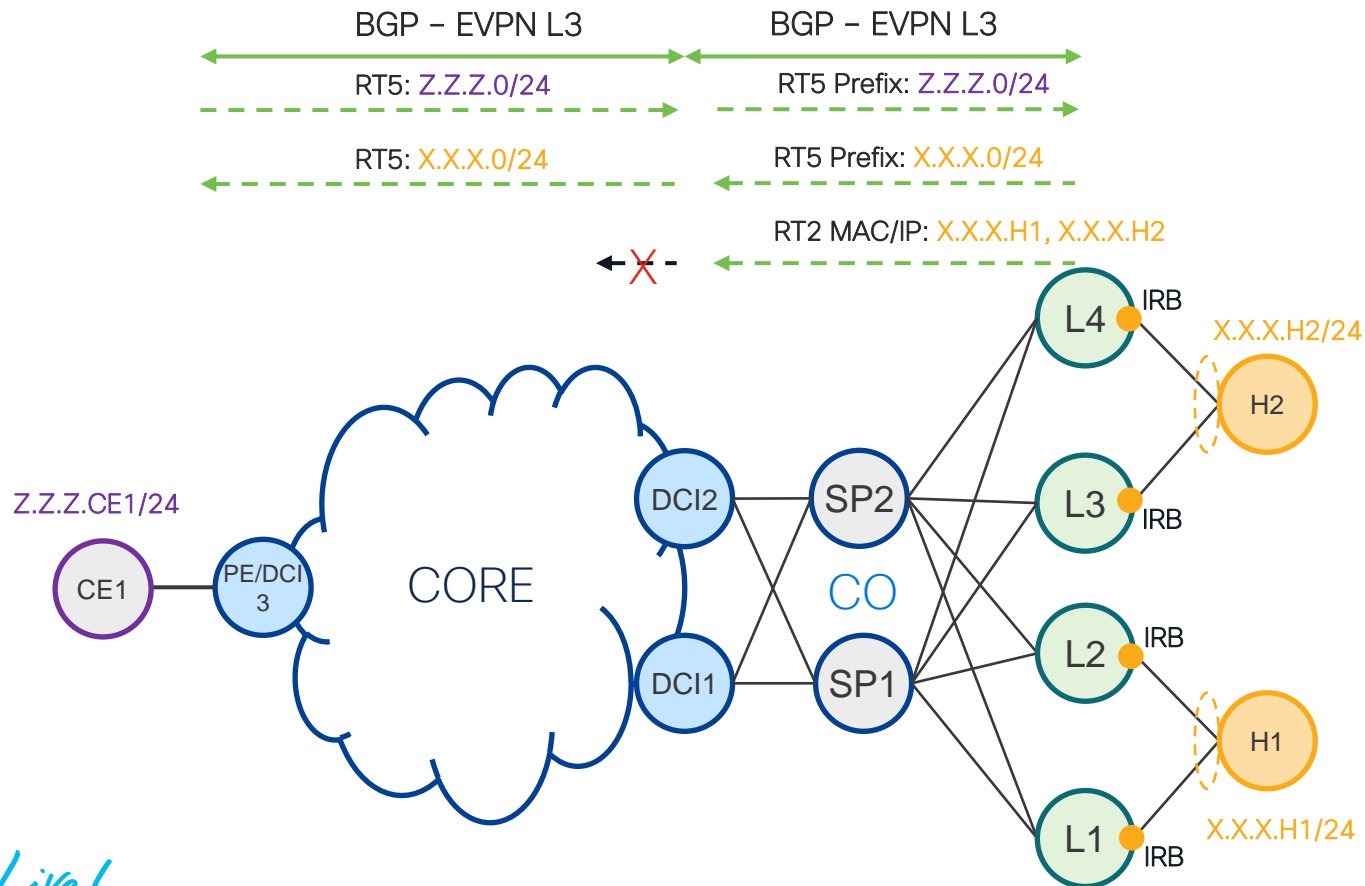 BGP – EVPN L3
BGP – EVPN L3
RT5: Z.Z.Z.0/24
RT5 Prefix: Z.Z.Z.0/24
RT5: X.X.X.0/24
RT5 Prefix: X.X.X.0/24
RT2 MAC/IP: X.X.X.H1, X.X.X.H2
X
L4
IRB
X.X.X.H2/24
H2
DCI2
SP2
L3
IRB
Z.Z.Z.CE1/24
CE1
PE/DCI
3
CORE
CO
L2
IRB
DCI1
SP1
H1
L1
IRB
X.X.X.H1/24
Live!